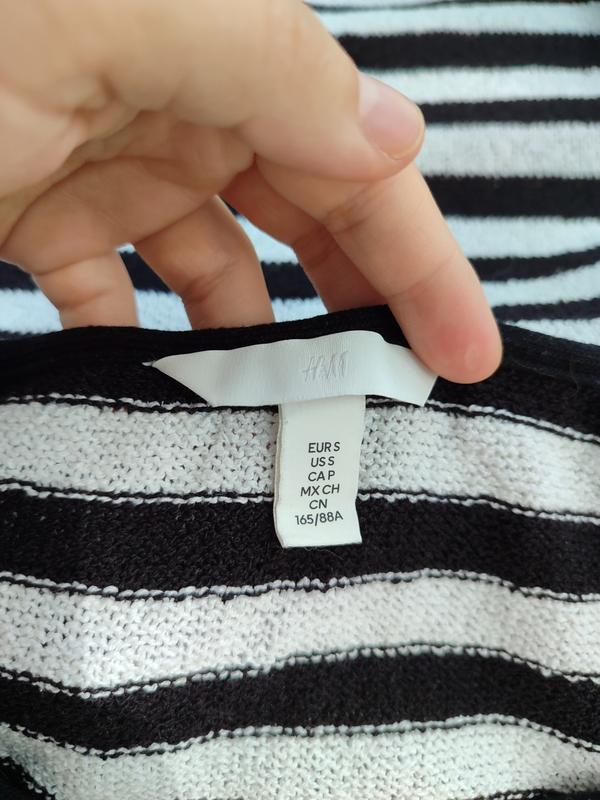 H&M
EUR S
US S
CA P
MX CH
CN
165/88A